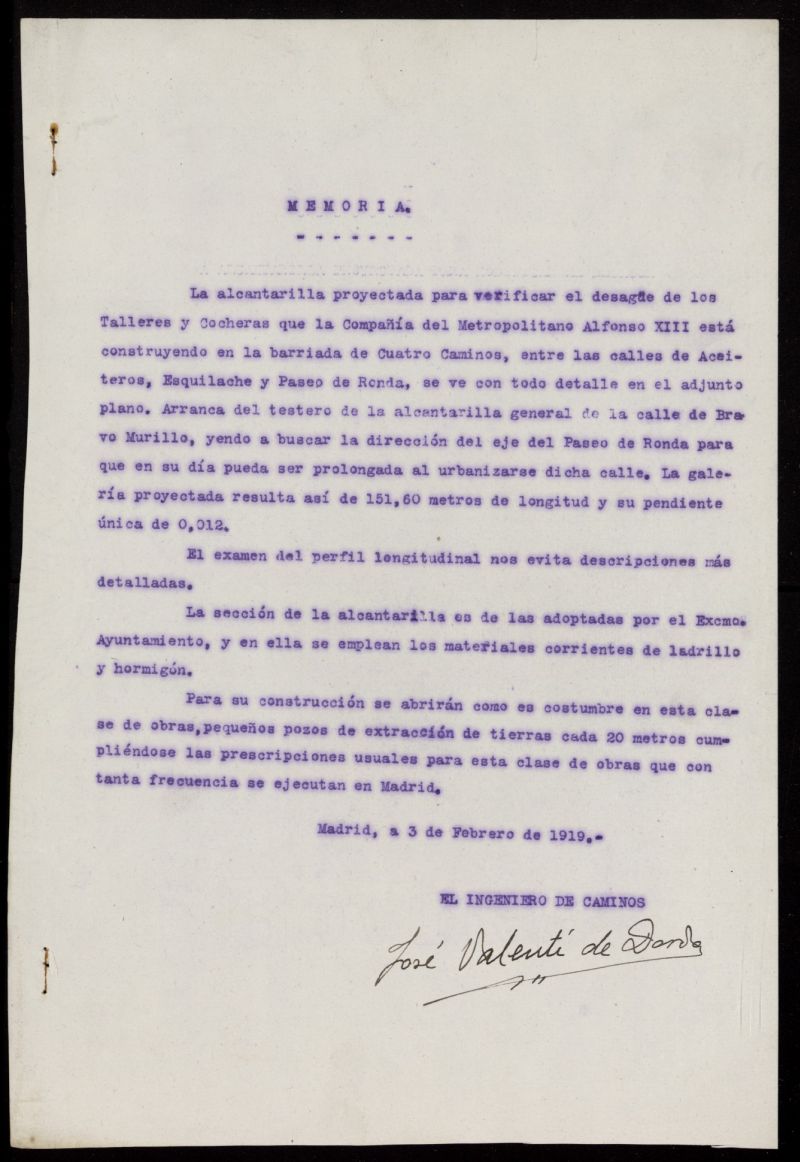 M E M O R I A.
- - - - - - -
La alcantarilla proyectada para verificar el desagüe de los
Talleres y Cocheras que la Compañía del Metropolitano Alfonso XIII está
construyendo en la barriada de Cuatro Caminos, entre las calles de Acei-
teros, Esquilache y Paseo de Ronda, se ve con todo detalle en el adjunto
plano. Arranca del testero de la alcantarilla general de la calle de Bra-
vo Murillo, yendo a buscar la dirección del eje del Paseo de Ronda para
que en su día pueda ser prolongada al urbanizarse dicha calle. La gale-
ría proyectada resulta así de 151,60 metros de longitud y su pendiente
única de 0,012.
El examen del perfil longitudinal nos evita descripciones más
detalladas.
La sección de la alcantarilla es de las adoptadas por el Excmo.
Ayuntamiento, y en ella se emplean los materiales corrientes de ladrillo
y hormigón.
Para su construcción se abrirán como es costumbre en esta cla-
se de obras,pequeños pozos de extracción de tierras cada 20 metros cum-
pliéndose las prescripciones usuales para esta clase de obras que con
tanta frecuencia se ejecutan en Madrid.
Madrid, a 3 de Febrero de 1919.-
EL INGENIERO DE CAMINOS
José Valentí de Dorda